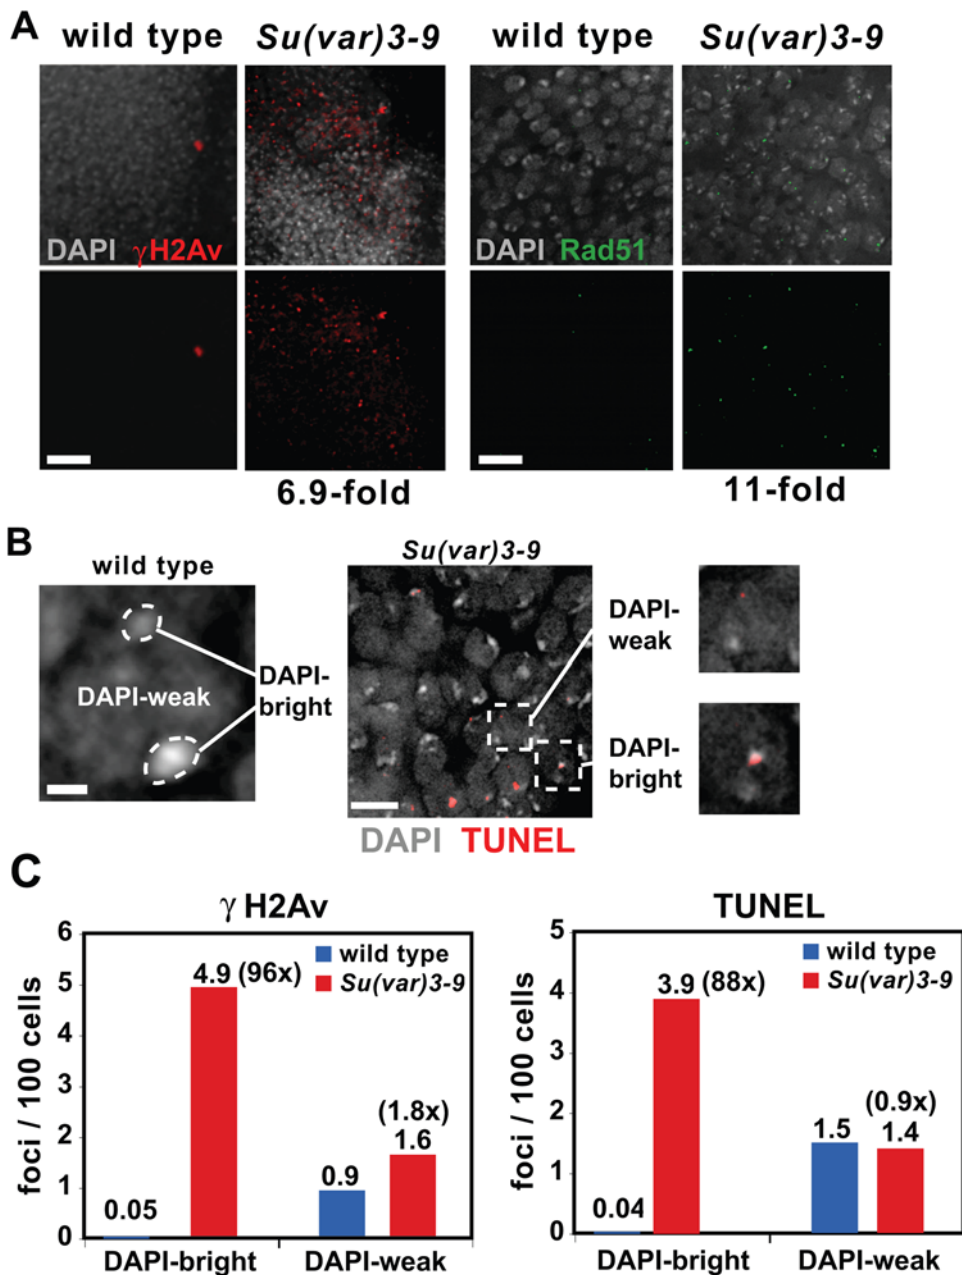 A
wild type
Su(var)3-9
wild type
Su(var)3-9
DAPI γH2Av
DAPI Rad51
6.9-fold
11-fold
B
wild type
Su(var)3-9
DAPI-weak
DAPI-
bright
DAPI-
weak
DAPI-
bright
DAPI TUNEL
C
γ H2Av
foci / 100 cells
6
5
4
3
2
1
0
wild type
Su(var)3-9
4.9 (96x)
0.05
(1.8x)
1.6
0.9
DAPI-bright
DAPI-weak
TUNEL
foci / 100 cells
5
4
3
2
1
0
wild type
Su(var)3-9
3.9 (88x)
0.04
(0.9x)
1.5
1.4
DAPI-bright
DAPI-weak